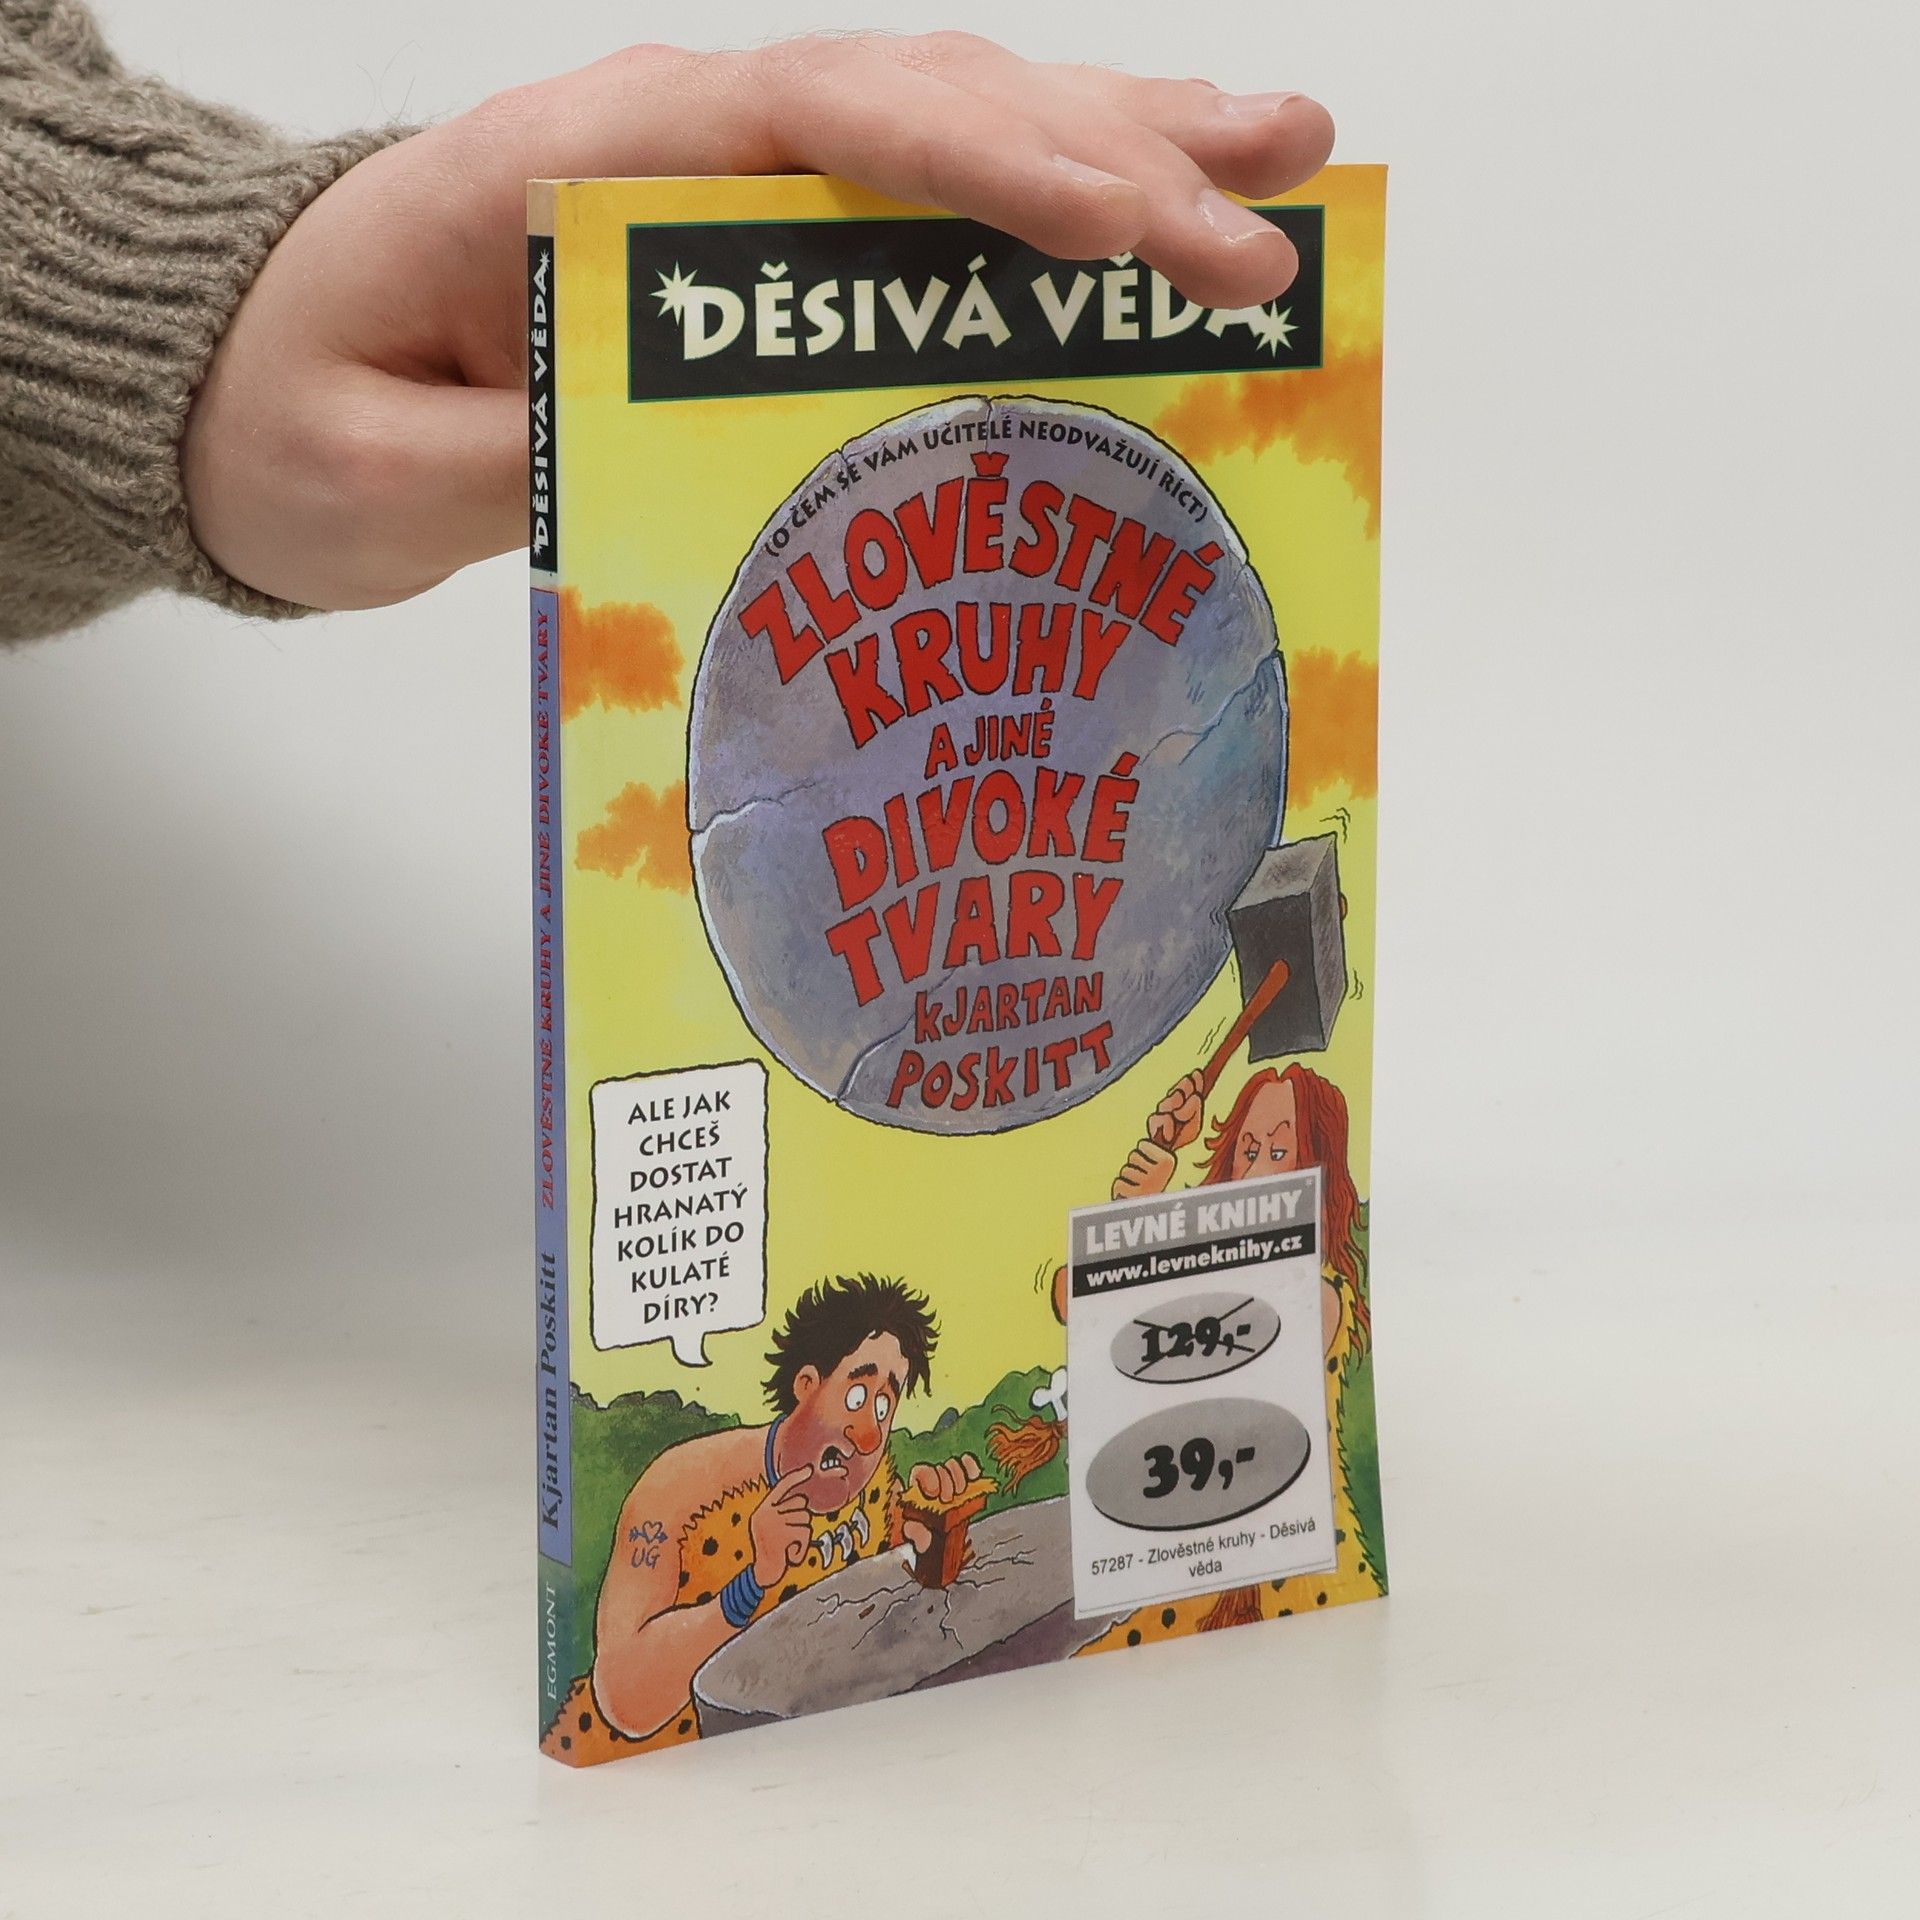 DĚSIVÁ VĚDA
(O ČEM SE VÁM UČITELÉ NEODVAŽUJÍ ŘÍCT)
ZLOVĚSTNÉ
KRUHY
A JINÉ
DIVOKÉ
TVARY
KJARTAN
POSKITT
ALE JAK
CHCEŠ
DOSTAT
HRANATÝ
KOLÍK DO
KULATÉ
DÍRY?
UG
LEVNÉ KNIHY
www.levneknihy.cz
129,-
39,-
57287 - Zlověstné kruhy - Děsivá
věda
DĚSIVÁ VĚDA
ZLOVĚSTNÉ KRUHY A JINÉ DIVOKÉ TVARY
Kjartan Poskitt
EGMONT